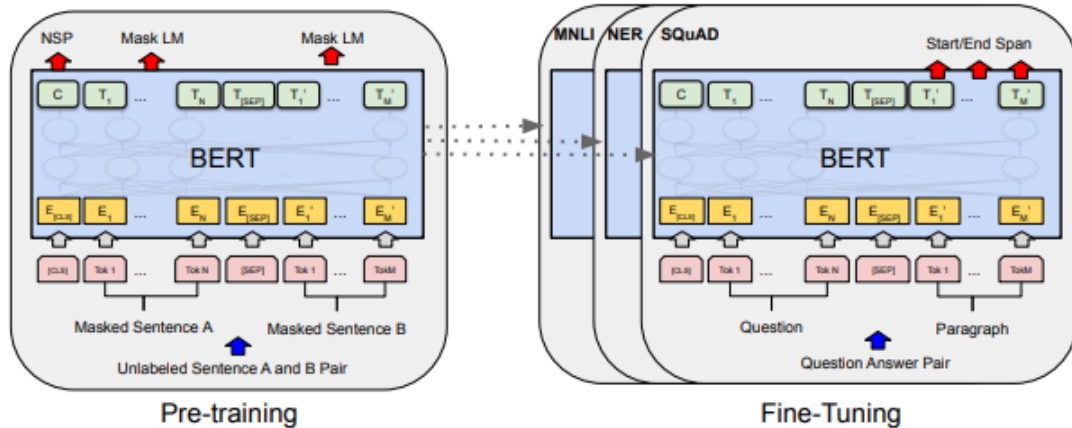 NSP Mask LM Mask LM
C T1 ... TN T[SEP] T1' ... TM'
BERT
E[CLS] E1 ... EN E[SEP] E1' ... EM'
[CLS] Tok 1 ... Tok N [SEP] Tok 1 ... TokM
Masked Sentence A Masked Sentence B
Unlabeled Sentence A and B Pair
Pre-training
MNLI NER SQuAD
Start/End Span
C T1 ... TN T[SEP] T1' ... TM'
BERT
E[CLS] E1 ... EN E[SEP] E1' ... EM'
[CLS] Tok 1 ... Tok N [SEP] Tok 1 ... TokM
Question Paragraph
Question Answer Pair
Fine-Tuning